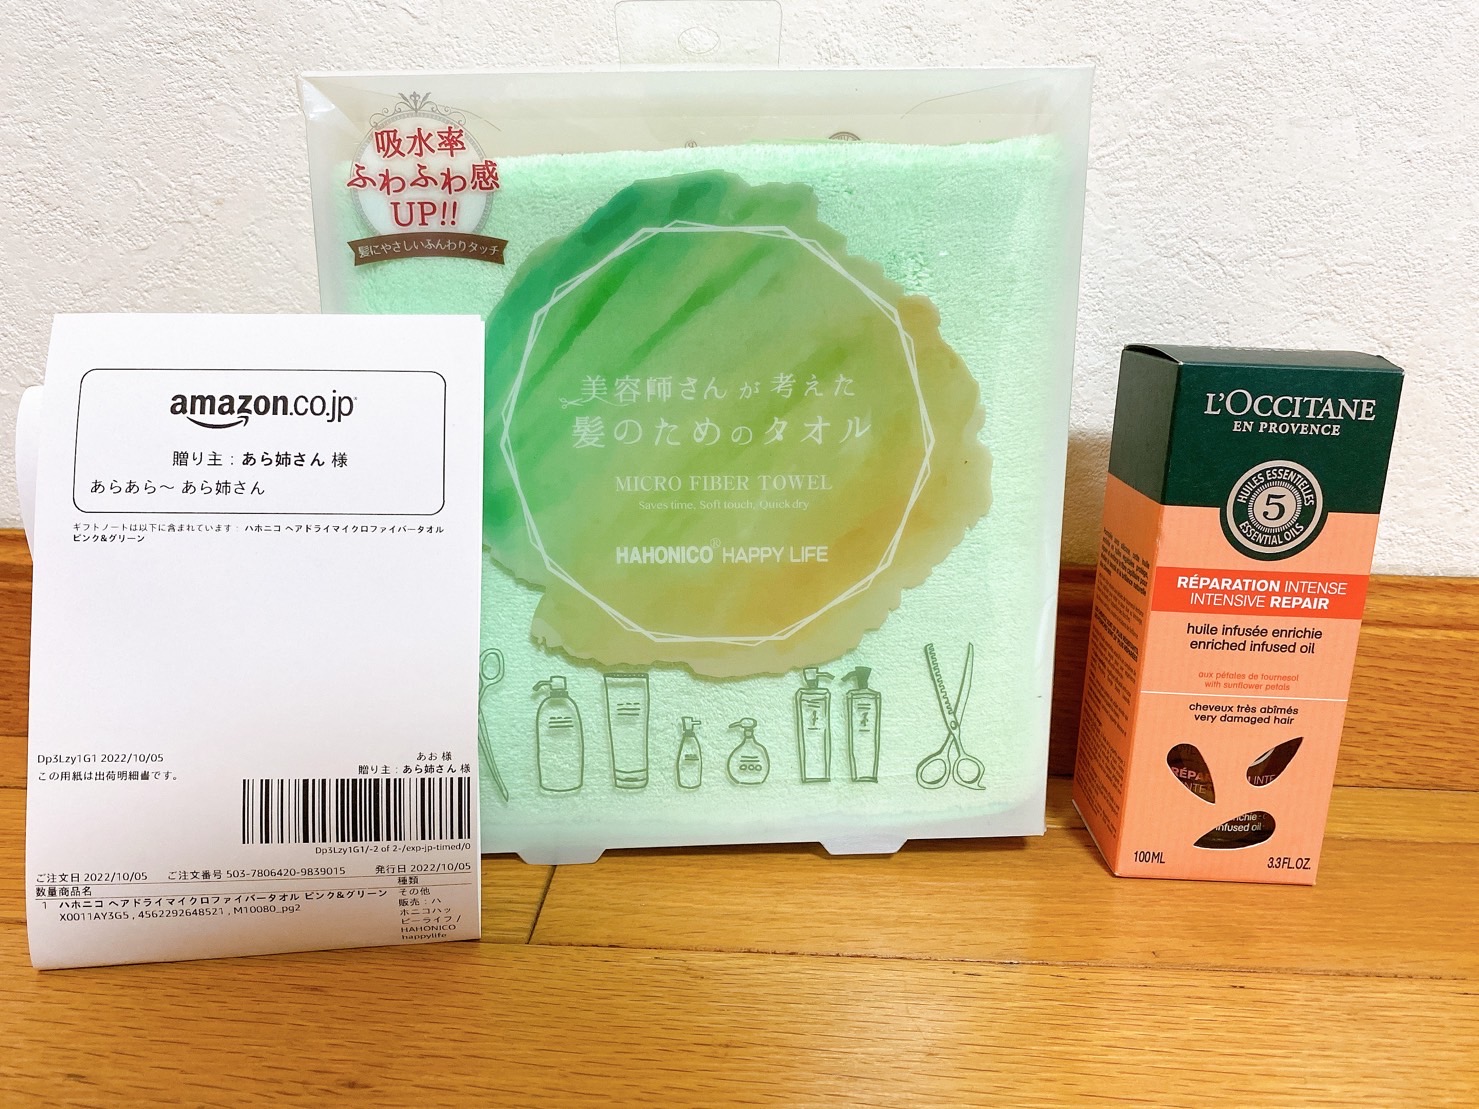 amazon.co.jp
贈り主：あら姉さん 様
あらあら〜 あら姉さん
ギフトノートは以下に含まれています： ハホニコ ヘアドライマイクロファイバータオル
ピンク&グリーン
Dp3Lzy1G1 2022/10/05
この用紙は出荷明細書です。
あお 様
贈り主：あら姉さん 様
Dp3Lzy1G1/-2 of 2-/exp-jp-timed/0
ご注文日 2022/10/05 ご注文番号 503-7806420-9839015 発行日 2022/10/05
数量 商品名 種類
1 ハホニコ ヘアドライマイクロファイバータオル ピンク&グリーン
X0011AY3G5 , 4562292648521 , M10080_pg2
その他
販売：ハ
ホニコハッ
ピーライフ /
HAHONICO
happylife
吸水率
ふわふわ感
UP!!
髪にやさしいふんわりタッチ
美容師さんが考えた
髪のためのタオル
MICRO FIBER TOWEL
Saves time, Soft touch, Quick dry
HAHONICO® HAPPY LIFE
L'OCCITANE
EN PROVENCE
HUILES ESSENTIELLES
5
ESSENTIAL OILS
RÉPARATION INTENSE
INTENSIVE REPAIR
huile infusée enrichie
enriched infused oil
aux pétales de tournesol
with sunflower petals
cheveux très abîmés
very damaged hair
100ML
3.3FL.OZ.